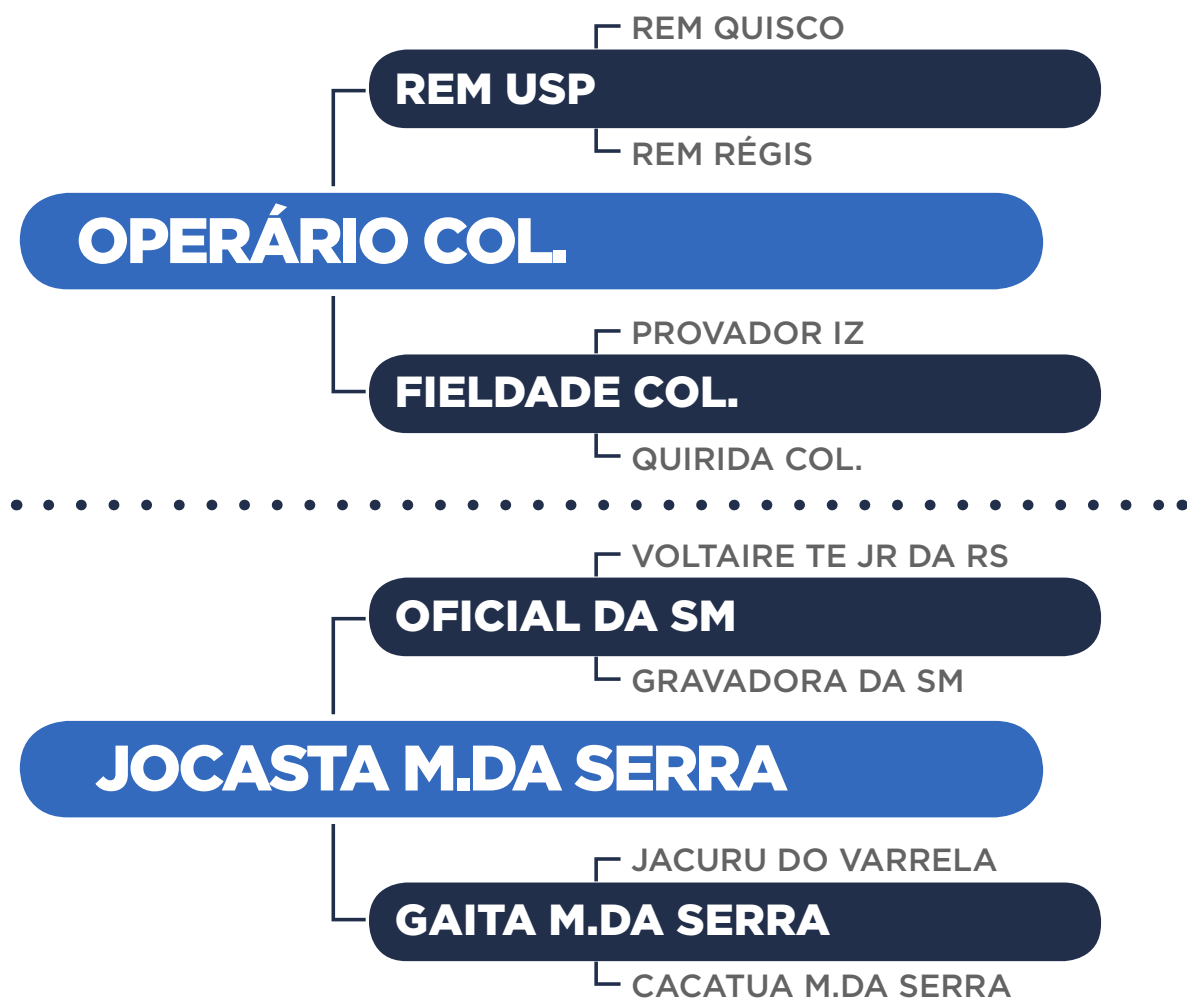 REM QUISCO
REM USP
REM RÉGIS
OPERÁRIO COL.
PROVADOR IZ
FIELDADE COL.
QUIRIDA COL.
VOLTAIRE TE JR DA RS
OFICIAL DA SM
GRAVADORA DA SM
JOCASTA M.DA SERRA
JACURU DO VARRELA
GAITA M.DA SERRA
CACATUA M.DA SERRA